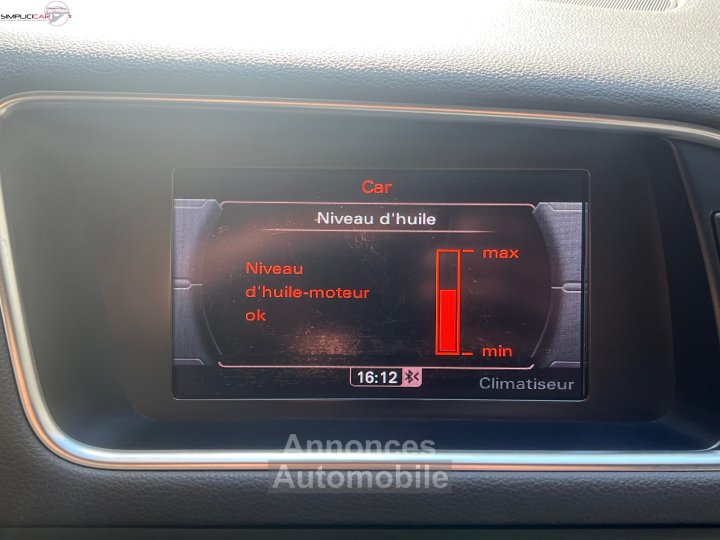 SIMPLICICAR
Car
Niveau d'huile
max
Niveau
d'huile-moteur
ok
min
16:12
Climatiseur
Annonces
Automobile